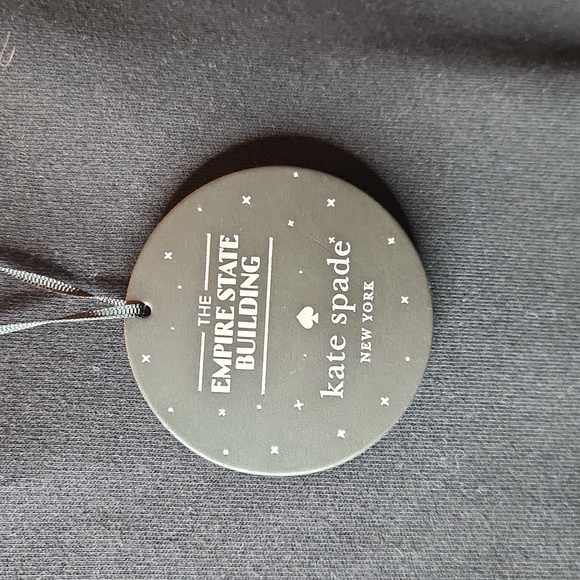 THE
EMPIRE STATE
BUILDING
kate spade
NEW YORK